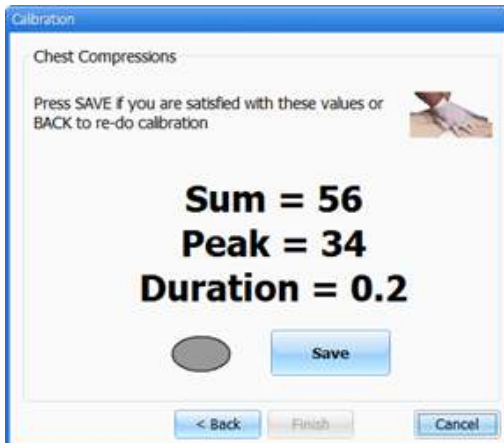 Calibration
Chest Compressions
Press SAVE if you are satisfied with these values or
BACK to re-do calibration
Sum = 56
Peak = 34
Duration = 0.2
Save
< Back
Finish
Cancel